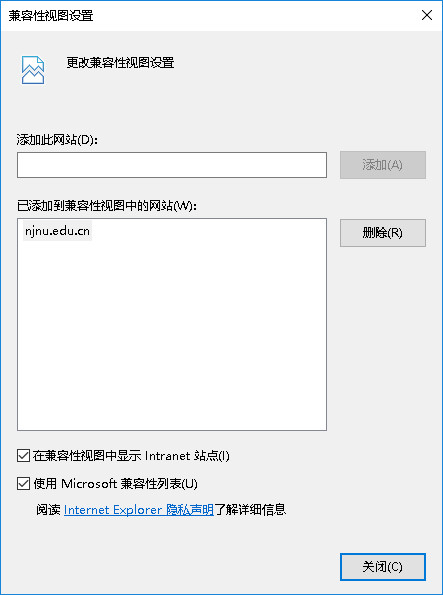 兼容性视图设置
更改兼容性视图设置
添加此网站(D):
添加(A)
已添加到兼容性视图中的网站(W):
njnu.edu.cn
删除(R)
在兼容性视图中显示 Intranet 站点(I)
使用 Microsoft 兼容性列表(U)
阅读 Internet Explorer 隐私声明了解详细信息
关闭(C)